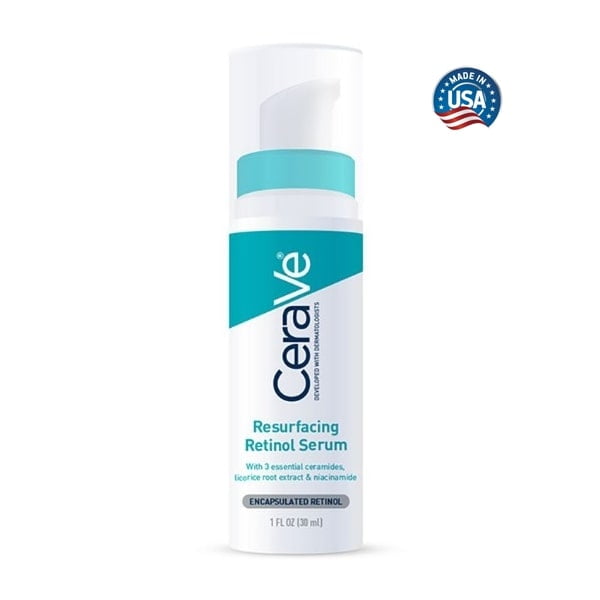 MADE IN
USA
CeraVe®
DEVELOPED WITH DERMATOLOGISTS
Resurfacing
Retinol Serum
With 3 essential ceramides,
licorice root extract & niacinamide
ENCAPSULATED RETINOL
1 FL OZ (30 ml)